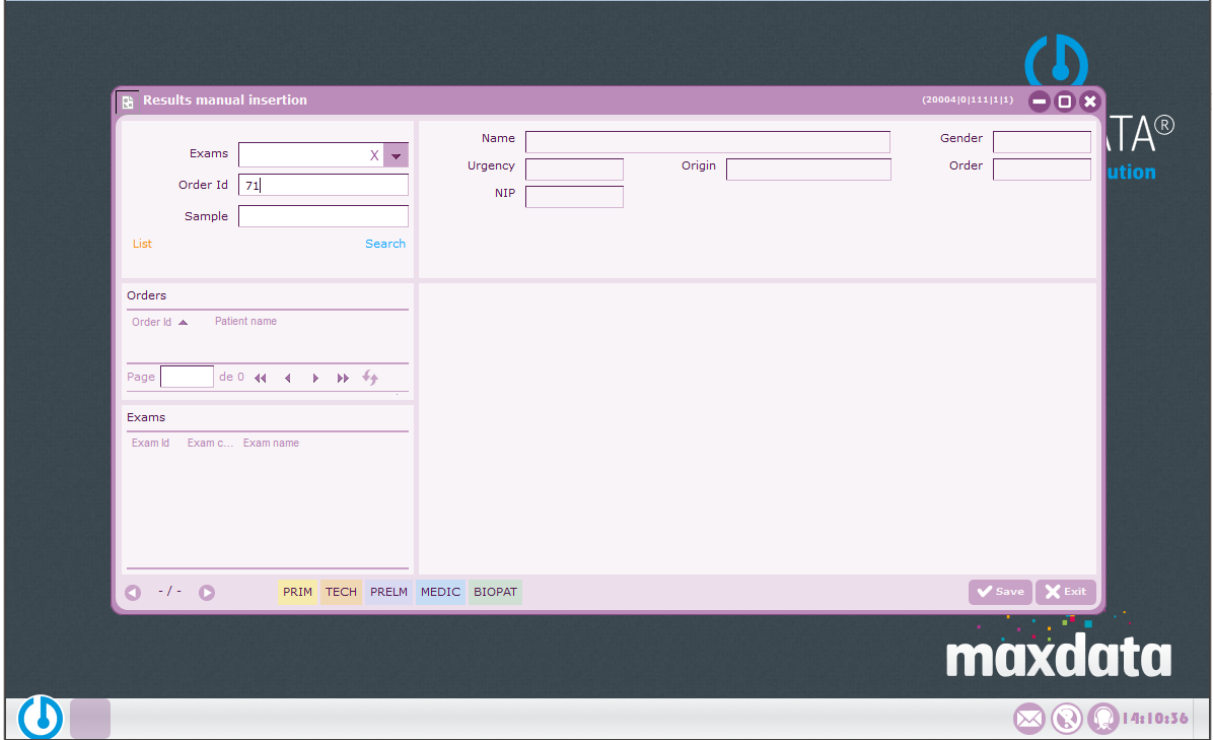 Results manual insertion
(20004|0|111|1|1)
TA®
ution
Exams
X
Order Id
71
Sample
List
Search
Name
Gender
Urgency
Origin
Order
NIP
Orders
Order Id
Patient name
Page
de 0
Exams
Exam Id
Exam c...
Exam name
- / -
PRIM
TECH
PRELM
MEDIC
BIOPAT
Save
Exit
maxdata
14:10:36